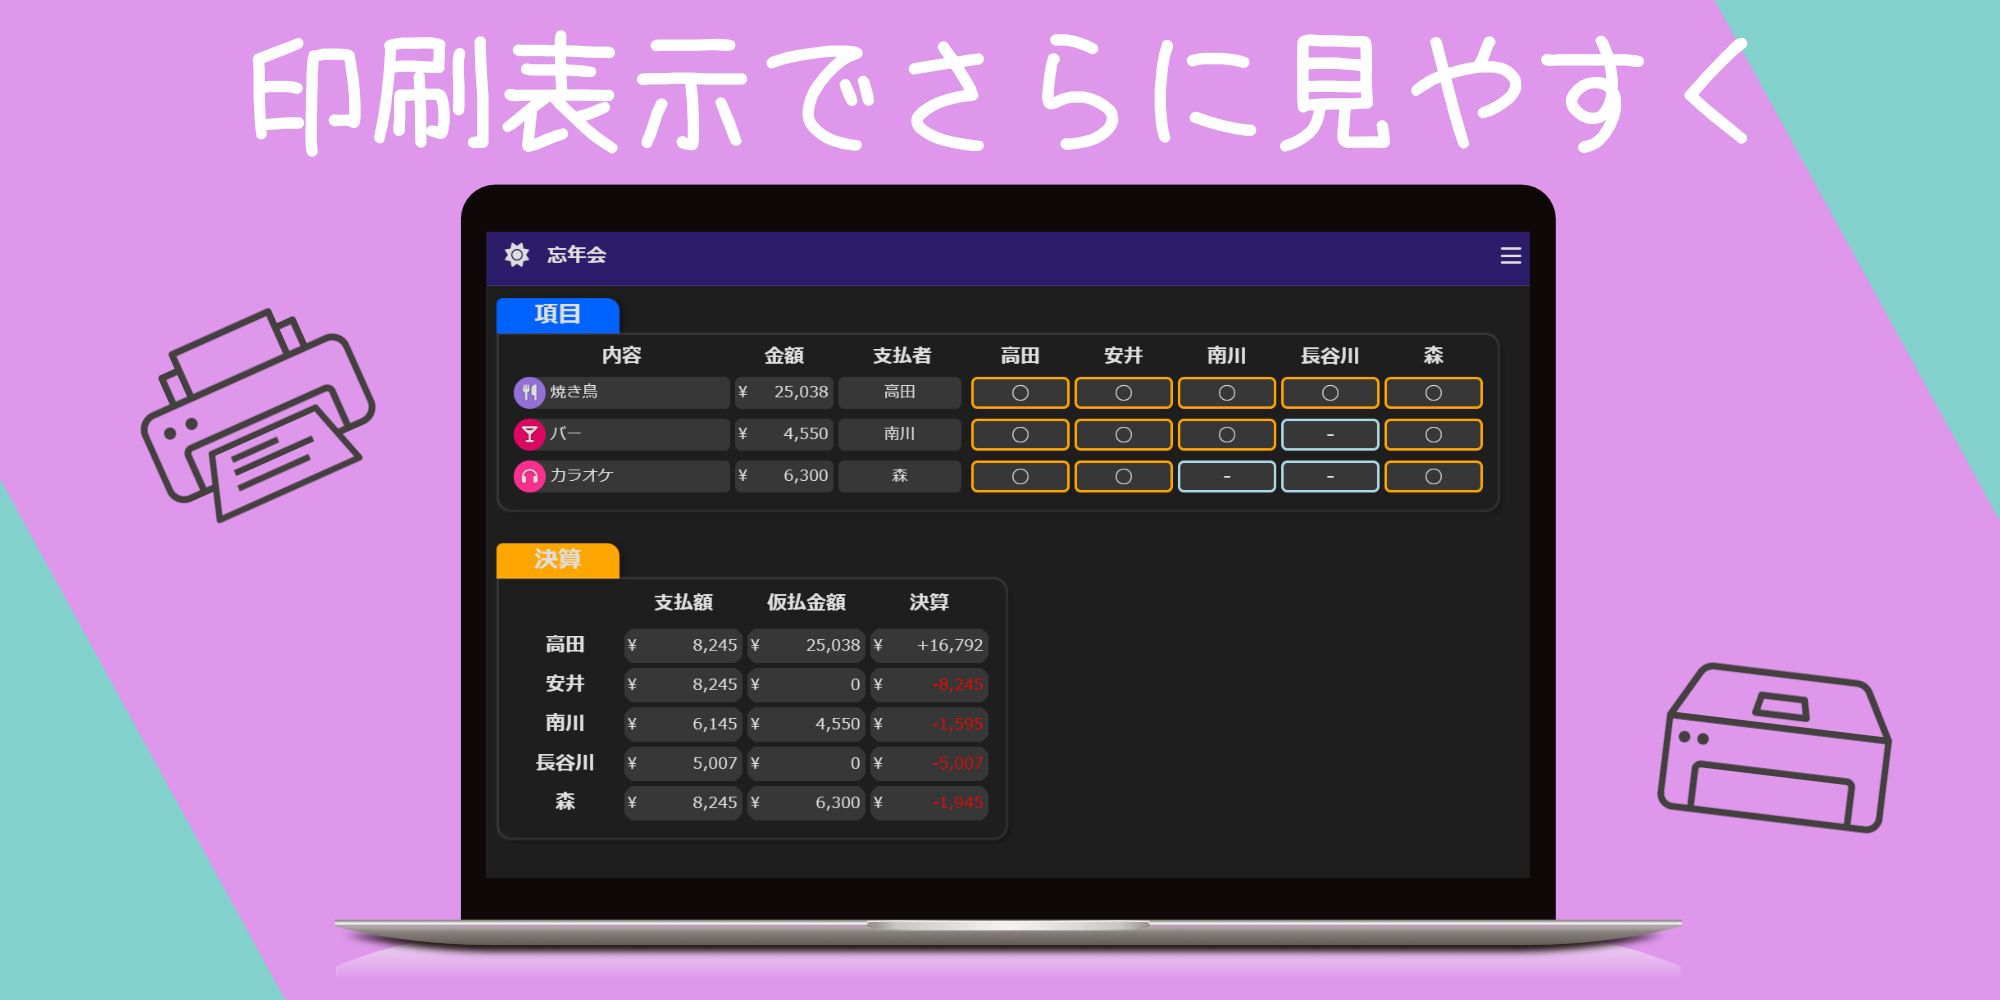 印刷表示でさらに見やすく
忘年会
項目
内容 金額 支払者 高田 安井 南川 長谷川 森
焼き鳥 ¥ 25,038 高田 ○ ○ ○ ○ ○
バー ¥ 4,550 南川 ○ ○ ○ - ○
カラオケ ¥ 6,300 森 ○ ○ - - ○
決算
支払額 仮払金額 決算
高田 ¥ 8,245 ¥ 25,038 ¥ +16,792
安井 ¥ 8,245 ¥ 0 ¥ -8,245
南川 ¥ 6,145 ¥ 4,550 ¥ -1,595
長谷川 ¥ 5,007 ¥ 0 ¥ -5,007
森 ¥ 8,245 ¥ 6,300 ¥ -1,945